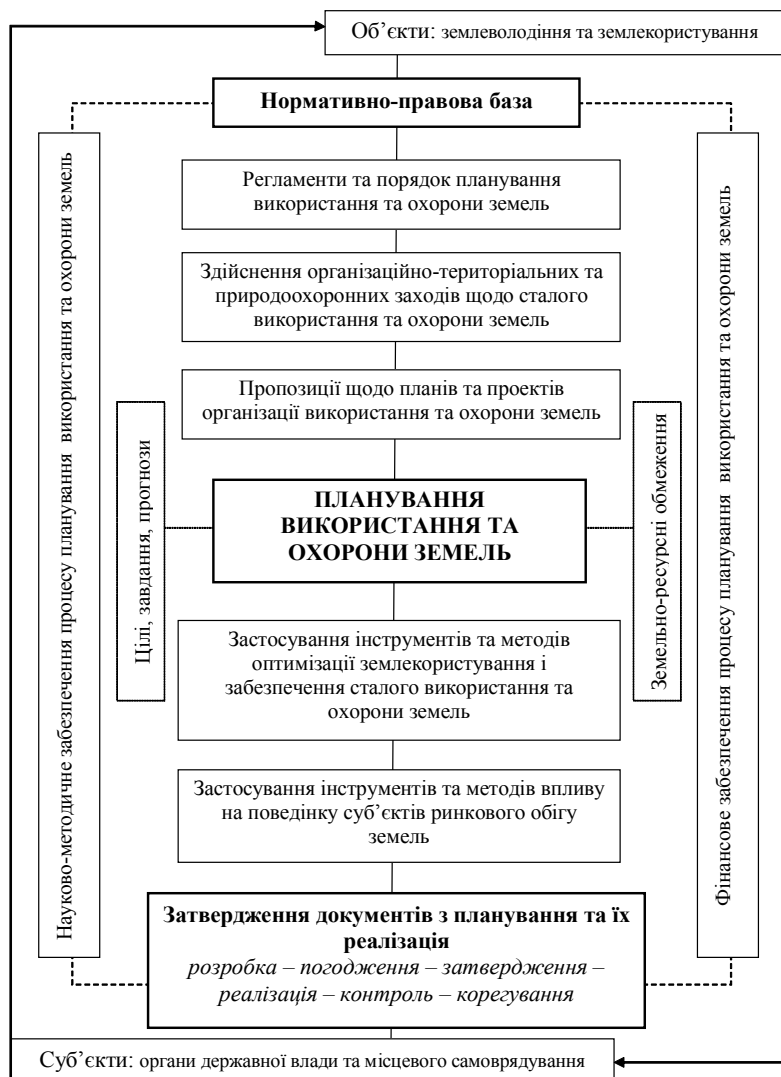 Об’єкти: землеволодіння та землекористування
Нормативно-правова база
Науково-методичне забезпечення процесу планування використання та охорони земель
Фінансове забезпечення процесу планування використання та охорони земель
Регламенти та порядок планування
використання та охорони земель
Здійснення організаційно-територіальних та
природоохоронних заходів щодо сталого
використання та охорони земель
Пропозиції щодо планів та проектів
організації використання та охорони земель
Цілі, завдання, прогнози
ПЛАНУВАННЯ
ВИКОРИСТАННЯ ТА
ОХОРОНИ ЗЕМЕЛЬ
Земельно-ресурсні обмеження
Застосування інструментів та методів
оптимізації землекористування і
забезпечення сталого використання та
охорони земель
Застосування інструментів та методів впливу
на поведінку суб’єктів ринкового обігу
земель
Затвердження документів з планування та їх
реалізація
розробка – погодження – затвердження –
реалізація – контроль – корегування
Суб’єкти: органи державної влади та місцевого самоврядування